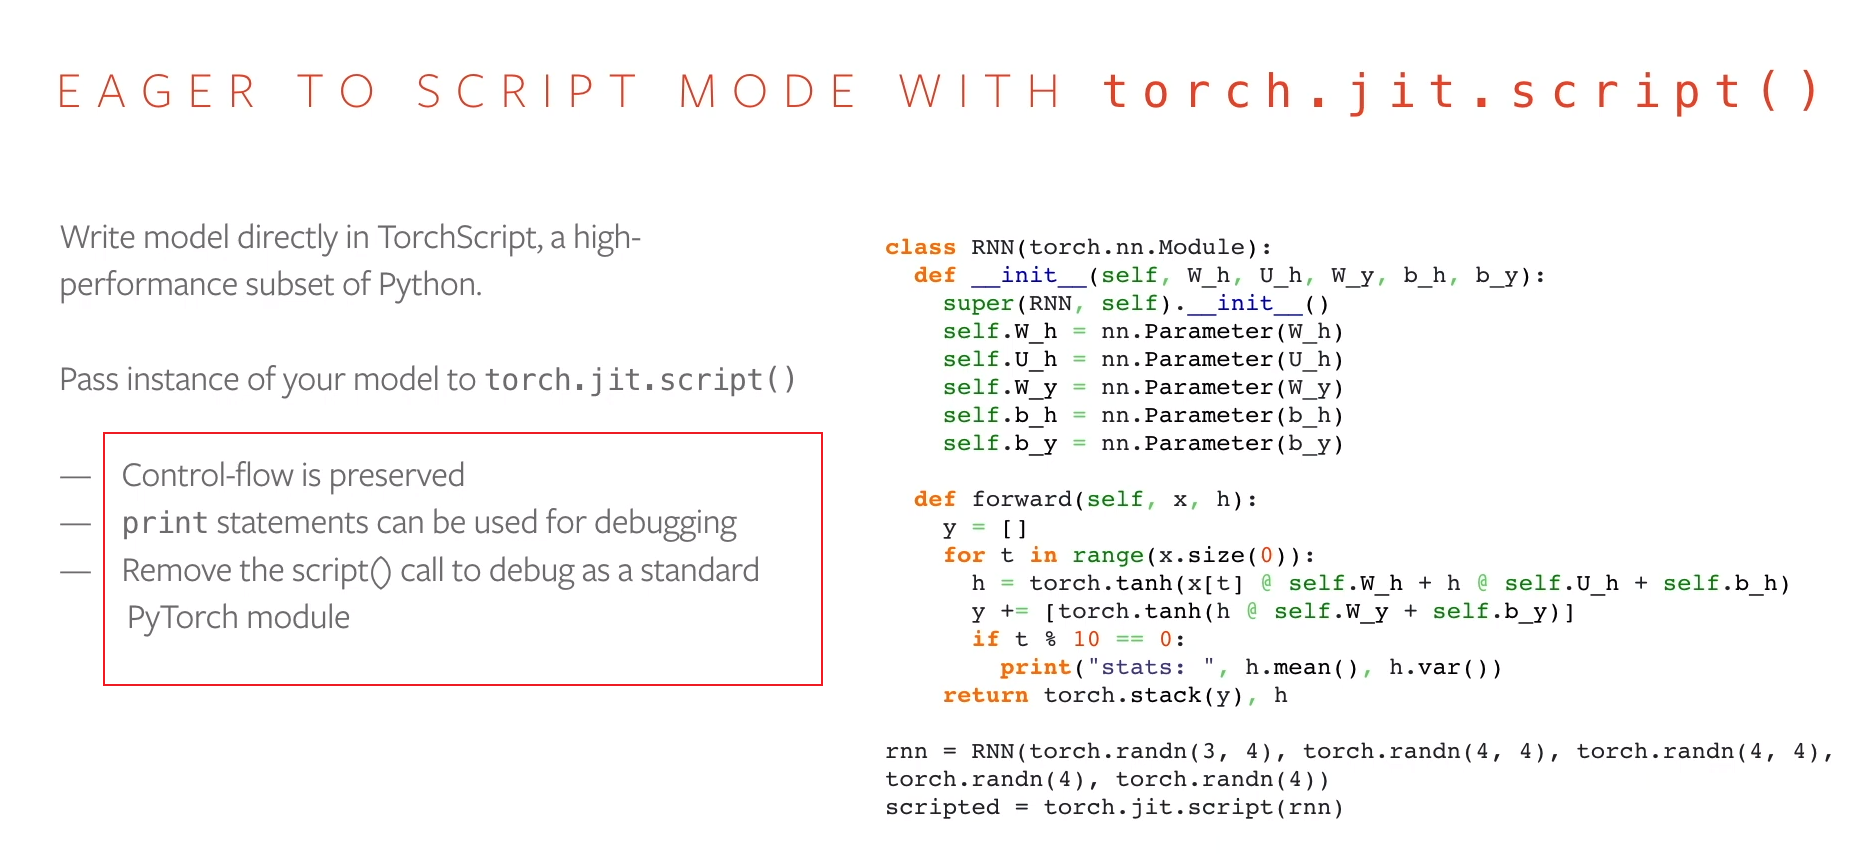 EAGER TO SCRIPT MODE WITH torch.jit.script()
Write model directly in TorchScript, a high-
performance subset of Python.
Pass instance of your model to torch.jit.script()
— Control-flow is preserved
— print statements can be used for debugging
— Remove the script() call to debug as a standard
PyTorch module
class RNN(torch.nn.Module):
  def __init__(self, W_h, U_h, W_y, b_h, b_y):
    super(RNN, self).__init__()
    self.W_h = nn.Parameter(W_h)
    self.U_h = nn.Parameter(U_h)
    self.W_y = nn.Parameter(W_y)
    self.b_h = nn.Parameter(b_h)
    self.b_y = nn.Parameter(b_y)
  def forward(self, x, h):
    y = []
    for t in range(x.size(0)):
      h = torch.tanh(x[t] @ self.W_h + h @ self.U_h + self.b_h)
      y += [torch.tanh(h @ self.W_y + self.b_y)]
      if t % 10 == 0:
        print("stats: ", h.mean(), h.var())
    return torch.stack(y), h
rnn = RNN(torch.randn(3, 4), torch.randn(4, 4), torch.randn(4, 4),
torch.randn(4), torch.randn(4))
scripted = torch.jit.script(rnn)